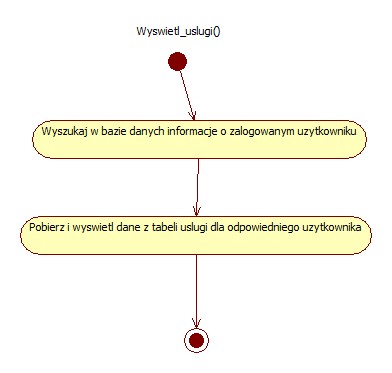 Wyswietl_uslugi()
Wyszukaj w bazie danych informacje o zalogowanym uzytkowniku
Pobierz i wyswietl dane z tabeli uslugi dla odpowiedniego uzytkownika